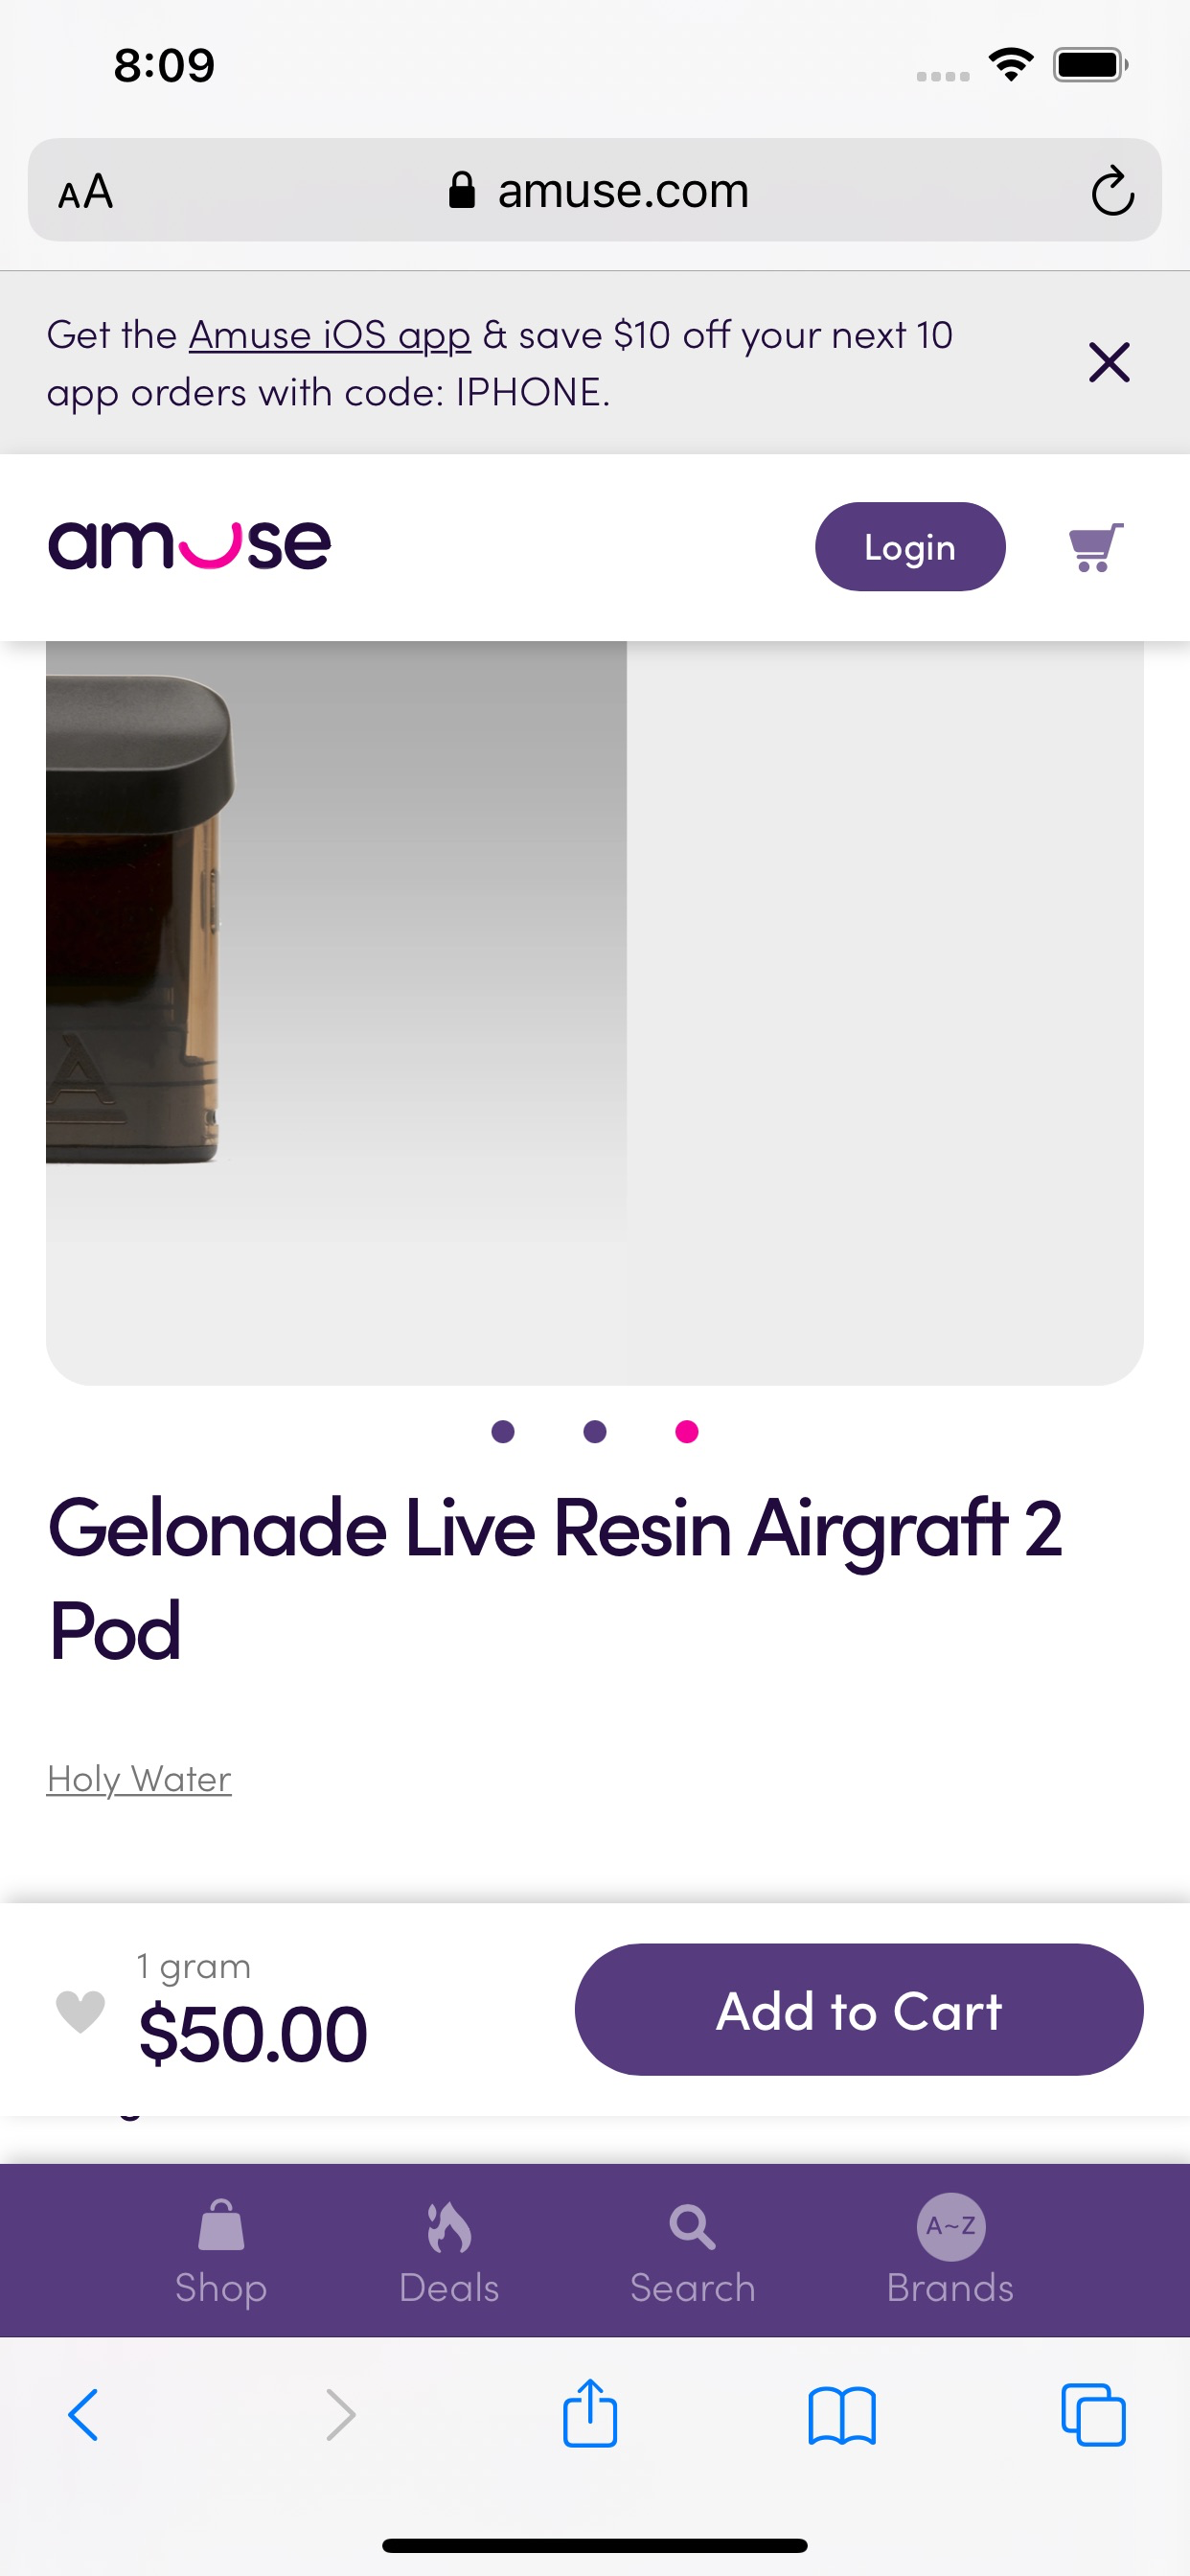 8:09
AA amuse.com
Get the Amuse iOS app & save $10 off your next 10
app orders with code: IPHONE.
amuse
Login
A
Gelonade Live Resin Airgraft 2
Pod
Holy Water
1 gram
$50.00
Add to Cart
A~Z
Shop Deals Search Brands